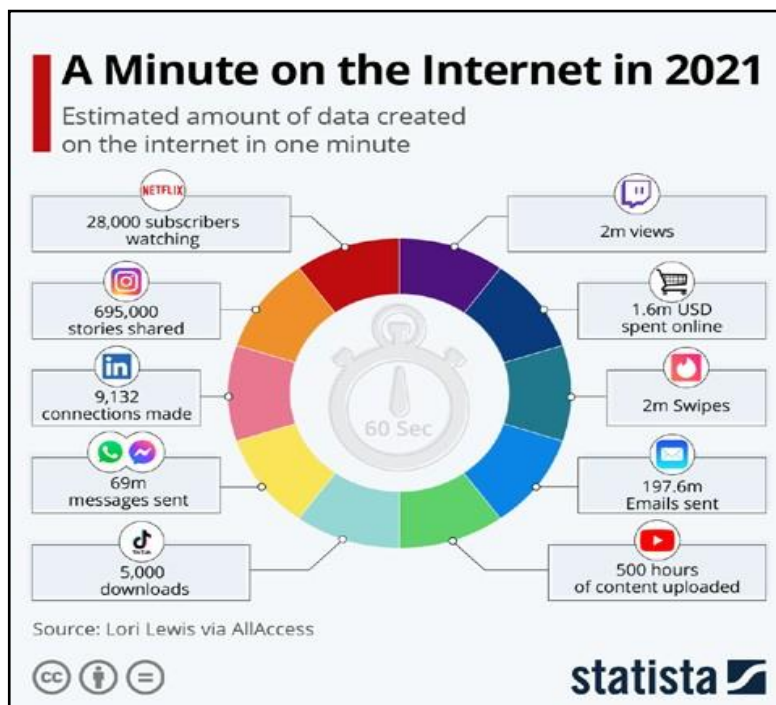 A Minute on the Internet in 2021
Estimated amount of data created
on the internet in one minute
NETFLIX
28,000 subscribers
watching
2m views
695,000
stories shared
1.6m USD
spent online
in
9,132
connections made
2m Swipes
60 Sec
69m
messages sent
197.6m
Emails sent
TikTok
5,000
downloads
500 hours
of content uploaded
Source: Lori Lewis via AllAccess
cc
statista